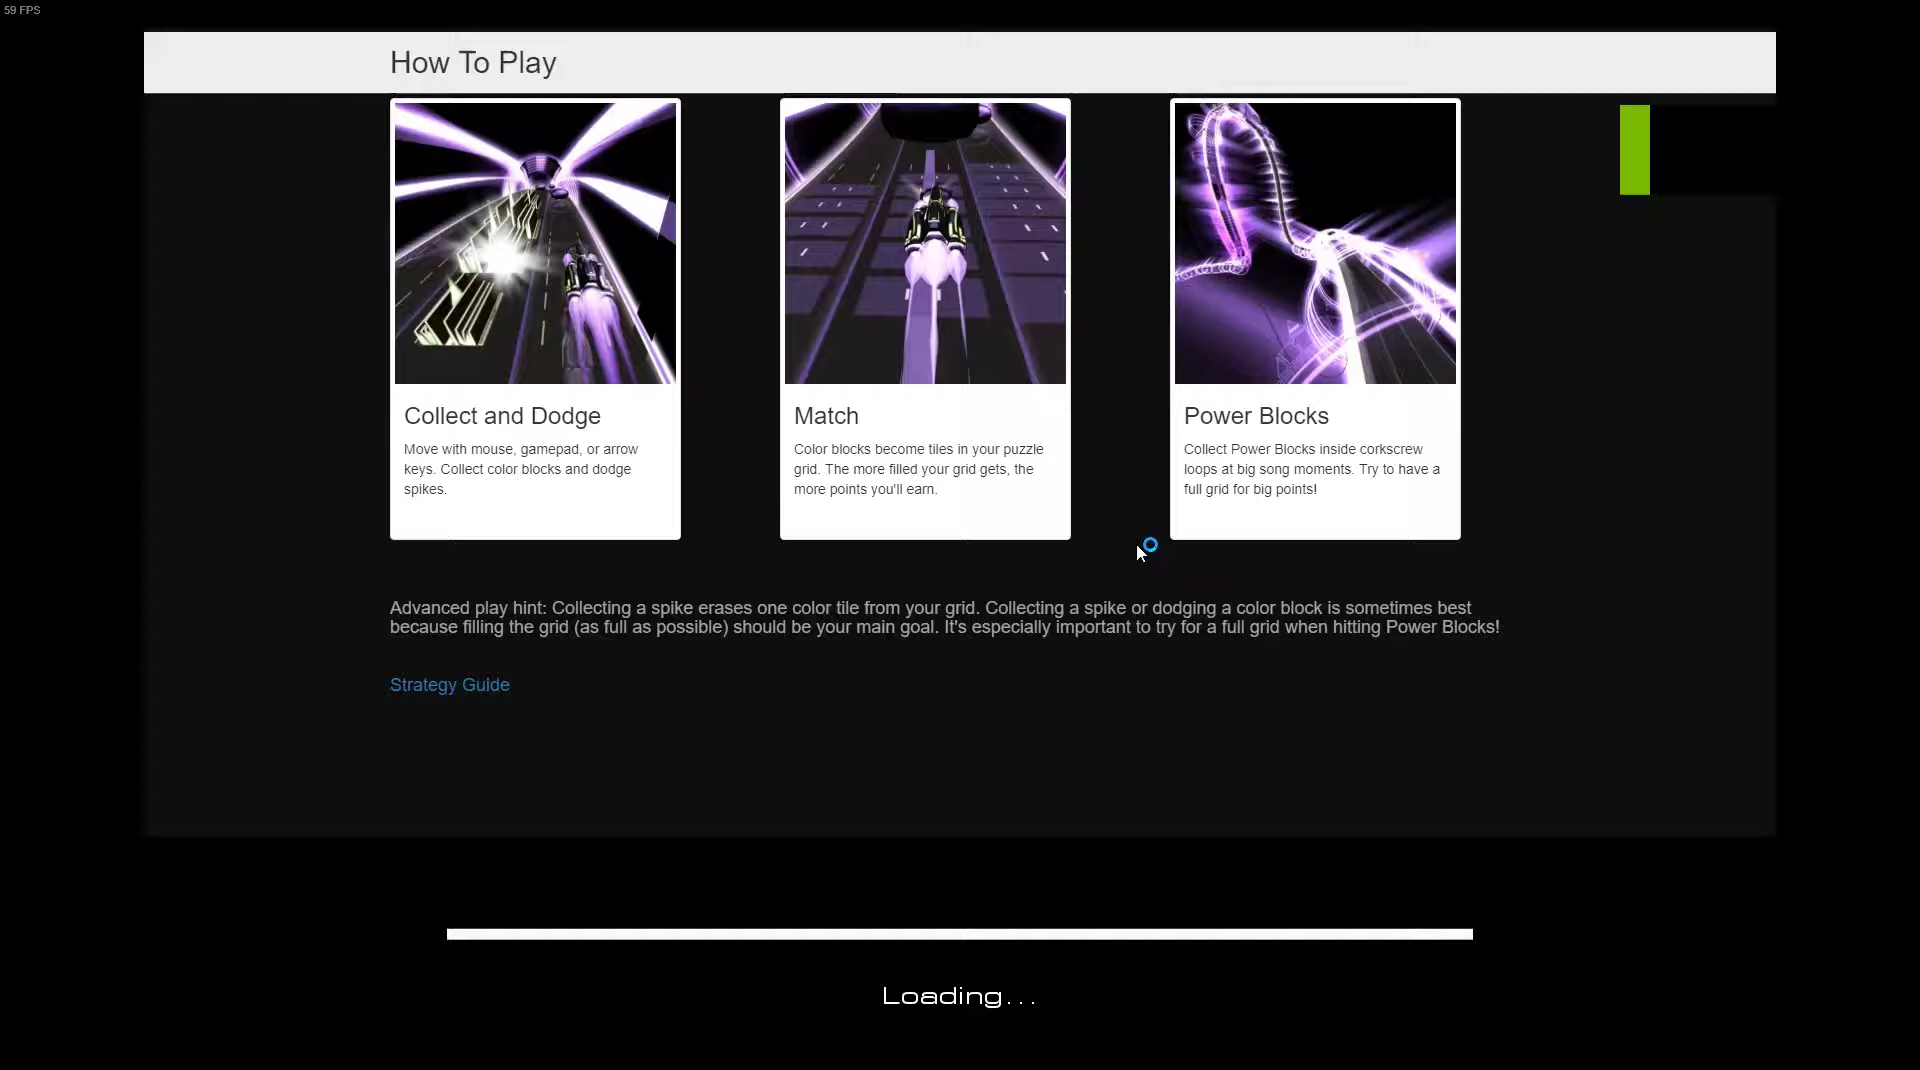 59 FPS
How To Play
Collect and Dodge
Move with mouse, gamepad, or arrow
keys. Collect color blocks and dodge
spikes.
Match
Color blocks become tiles in your puzzle
grid. The more filled your grid gets, the
more points you'll earn.
Power Blocks
Collect Power Blocks inside corkscrew
loops at big song moments. Try to have a
full grid for big points!
Advanced play hint: Collecting a spike erases one color tile from your grid. Collecting a spike or dodging a color block is sometimes best
because filling the grid (as full as possible) should be your main goal. It's especially important to try for a full grid when hitting Power Blocks!
Strategy Guide
Loading...